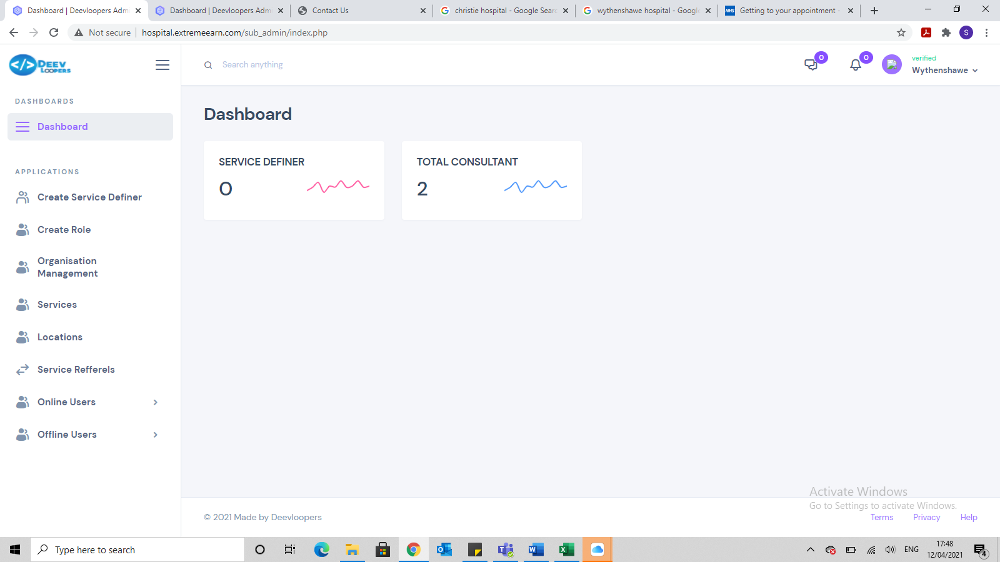 Dashboard | Deevloopers Adm
Dashboard | Deevloopers Adm
Contact Us
christie hospital - Google Sear
wythenshawe hospital - Google
NHS
Getting to your appointment -
Not secure
hospital.extremeearn.com/sub_admin/index.php
S
</>DEEV
LOOPERS
Search anything
0
0
verified
Wythenshawe
DASHBOARDS
Dashboard
APPLICATIONS
Create Service Definer
Create Role
Organisation
Management
Services
Locations
Service Refferels
Online Users
Offline Users
Dashboard
SERVICE DEFINER
0
TOTAL CONSULTANT
2
Activate Windows
Go to Settings to activate Windows.
© 2021 Made by Deevloopers
Terms
Privacy
Help
Type here to search
ENG
17:48
12/04/2021
4